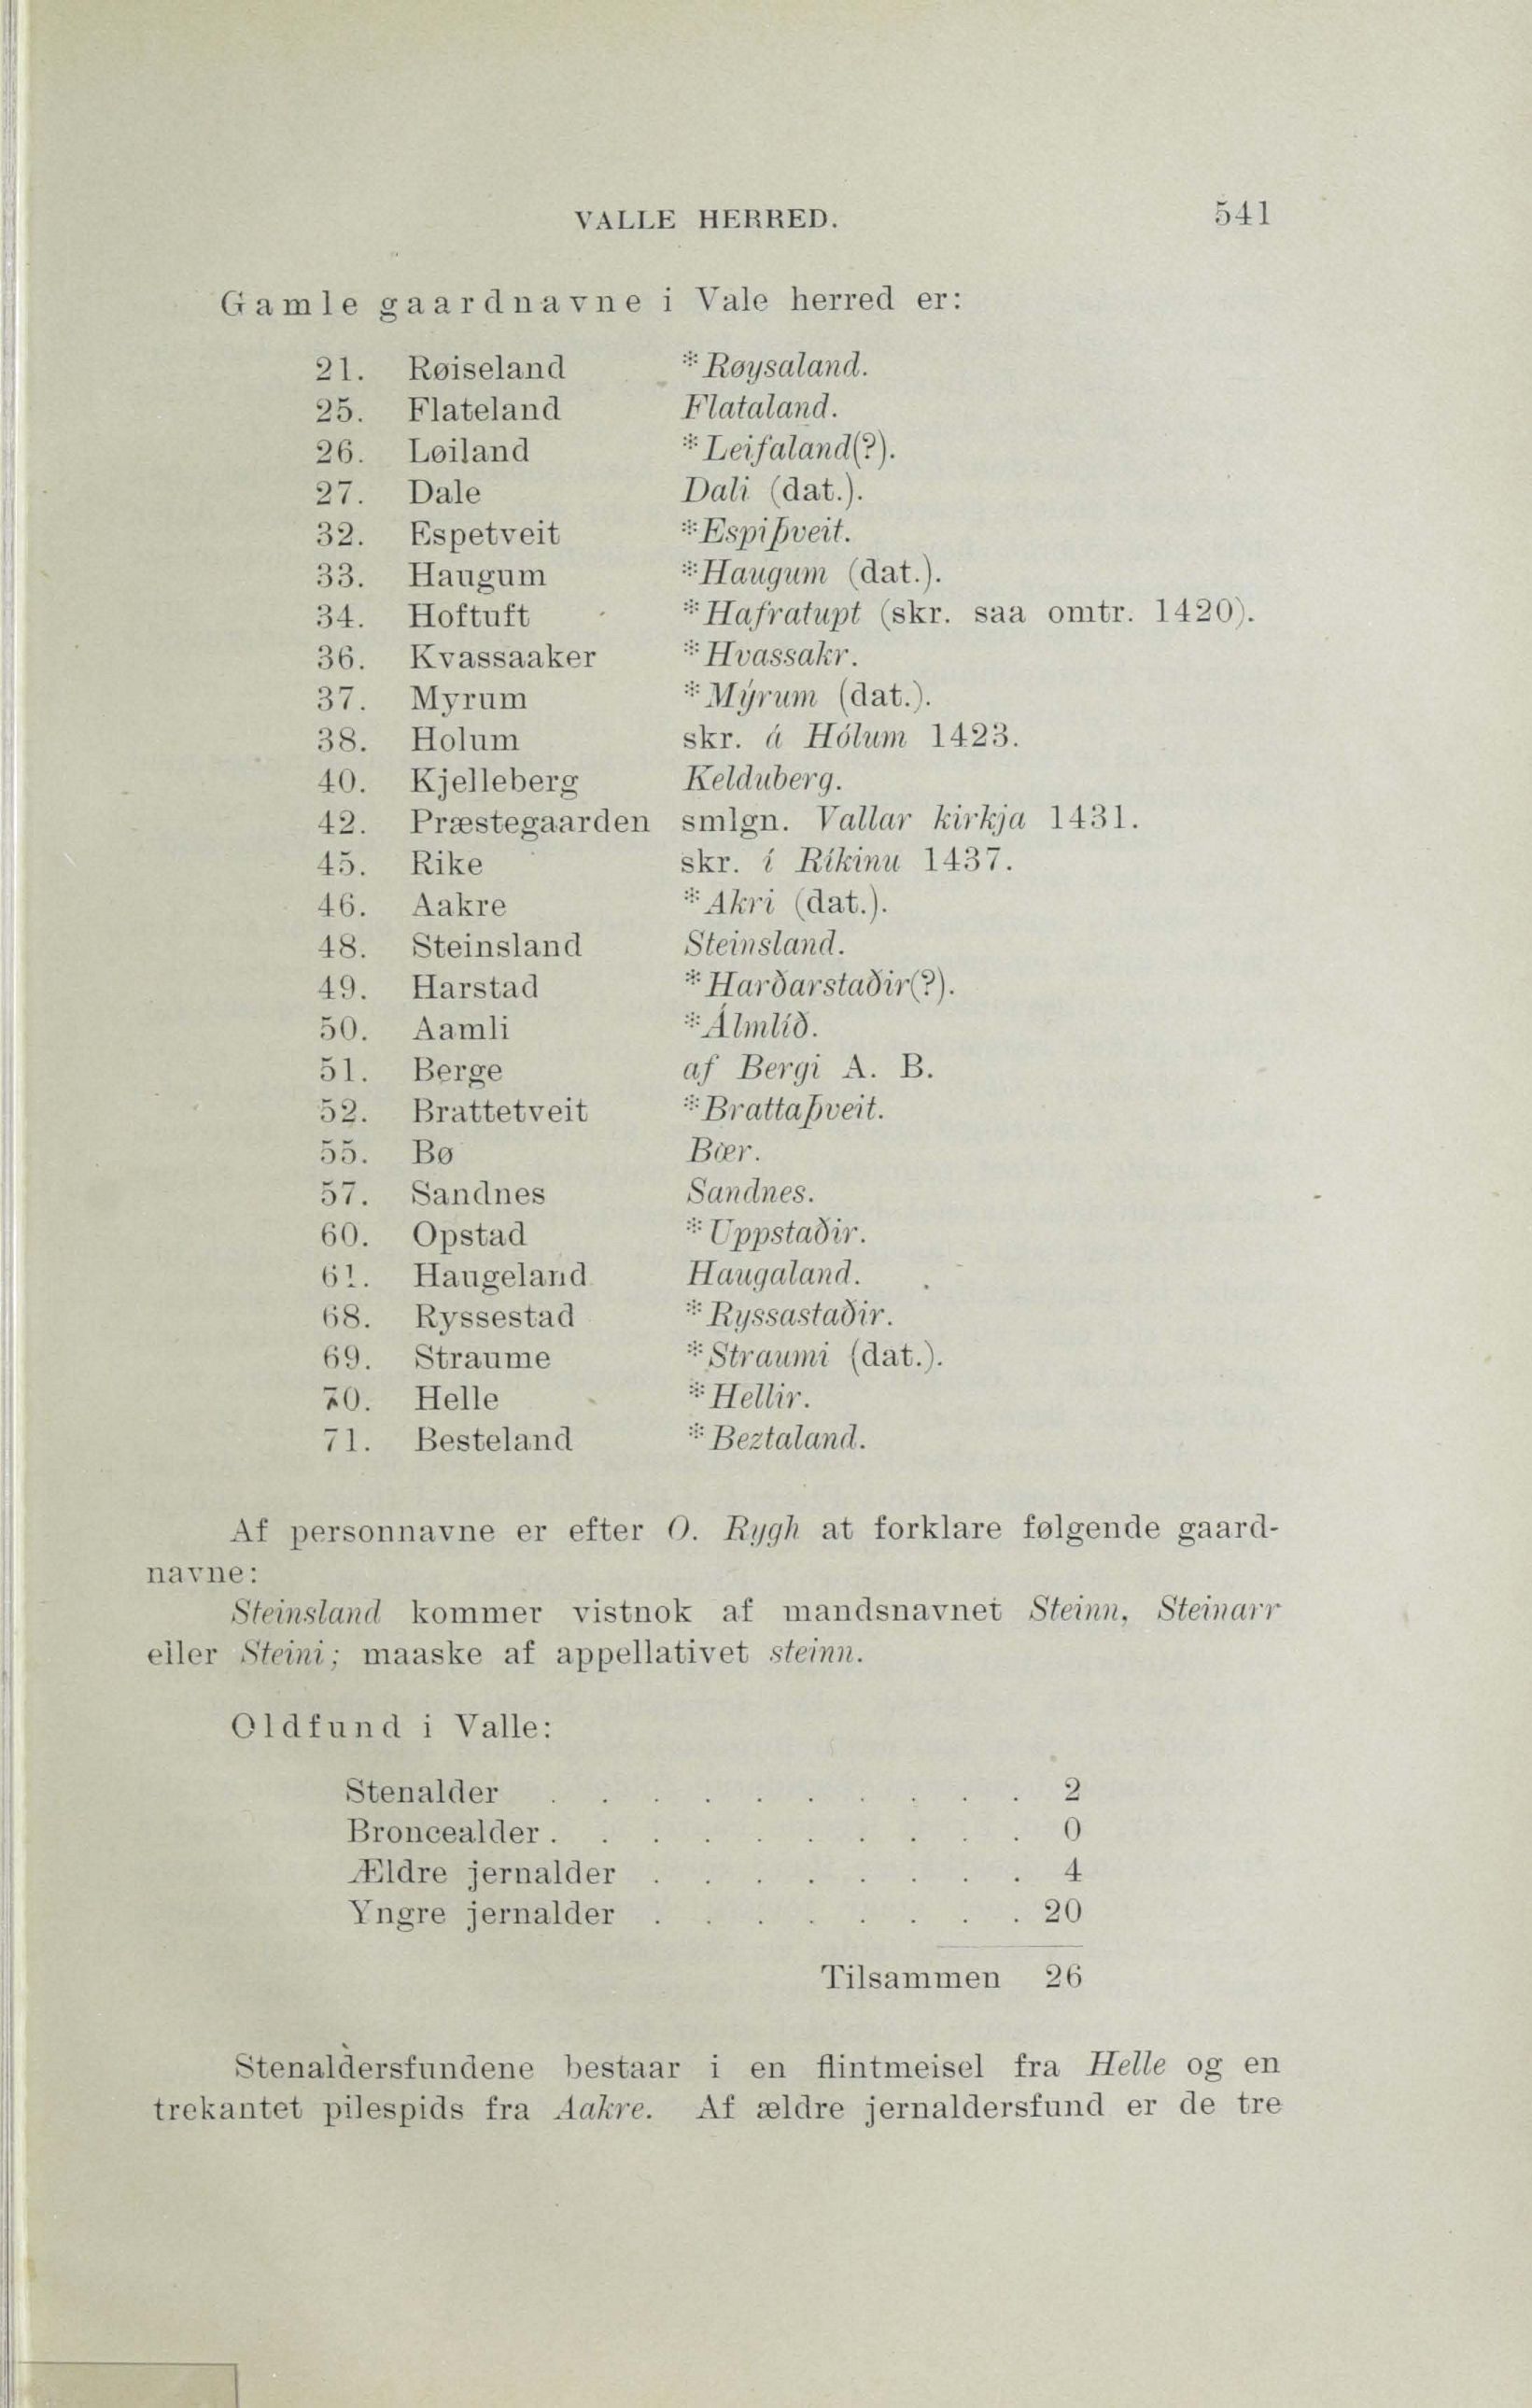 VALLE HERRED. 541
Gamle gaardnavne i Vale herred er:
21. Røiseland *Røysaland.
25. Flateland Flataland.
26. Løiland *Leifaland(?).
27. Dale Dali (dat.).
32. Espetveit *Espiþveit.
33. Haugum *Haugum (dat.).
34. Hoftuft *Hafratupt (skr. saa omtr. 1420).
36. Kvassaaker *Hvassakr.
37. Myrum *Mýrum (dat.).
38. Holum skr. á Hólum 1423.
40. Kjelleberg Kelduberg.
42. Præstegaarden smlgn. Vallar kirkja 1431.
45. Rike skr. í Ríkinu 1437.
46. Aakre *Akri (dat.).
48. Steinsland Steinsland.
49. Harstad *Harðarstaðir(?).
50. Aamli *Álmlíð.
51. Berge af Bergi A. B.
52. Brattetveit *Brattaþveit.
55. Bø Bœr.
57. Sandnes Sandnes.
60. Opstad *Uppstaðir.
61. Haugeland Haugaland.
68. Ryssestad *Ryssastaðir.
69. Straume *Straumi (dat.).
70. Helle *Hellir.
71. Besteland *Beztaland.
Af personnavne er efter O. Rygh at forklare følgende gaard-
navne:
Steinsland kommer vistnok af mandsnavnet Steinn, Steinarr
eller Steini; maaske af appellativet steinn.
Oldfund i Valle:
Stenalder . . . . . . . . . . 2
Broncealder . . . . . . . . . . 0
Ældre jernalder . . . . . . . . 4
Yngre jernalder . . . . . . . . 20
Tilsammen 26
Stenaldersfundene bestaar i en flintmeisel fra Helle og en
trekantet pilespids fra Aakre. Af ældre jernaldersfund er de tre